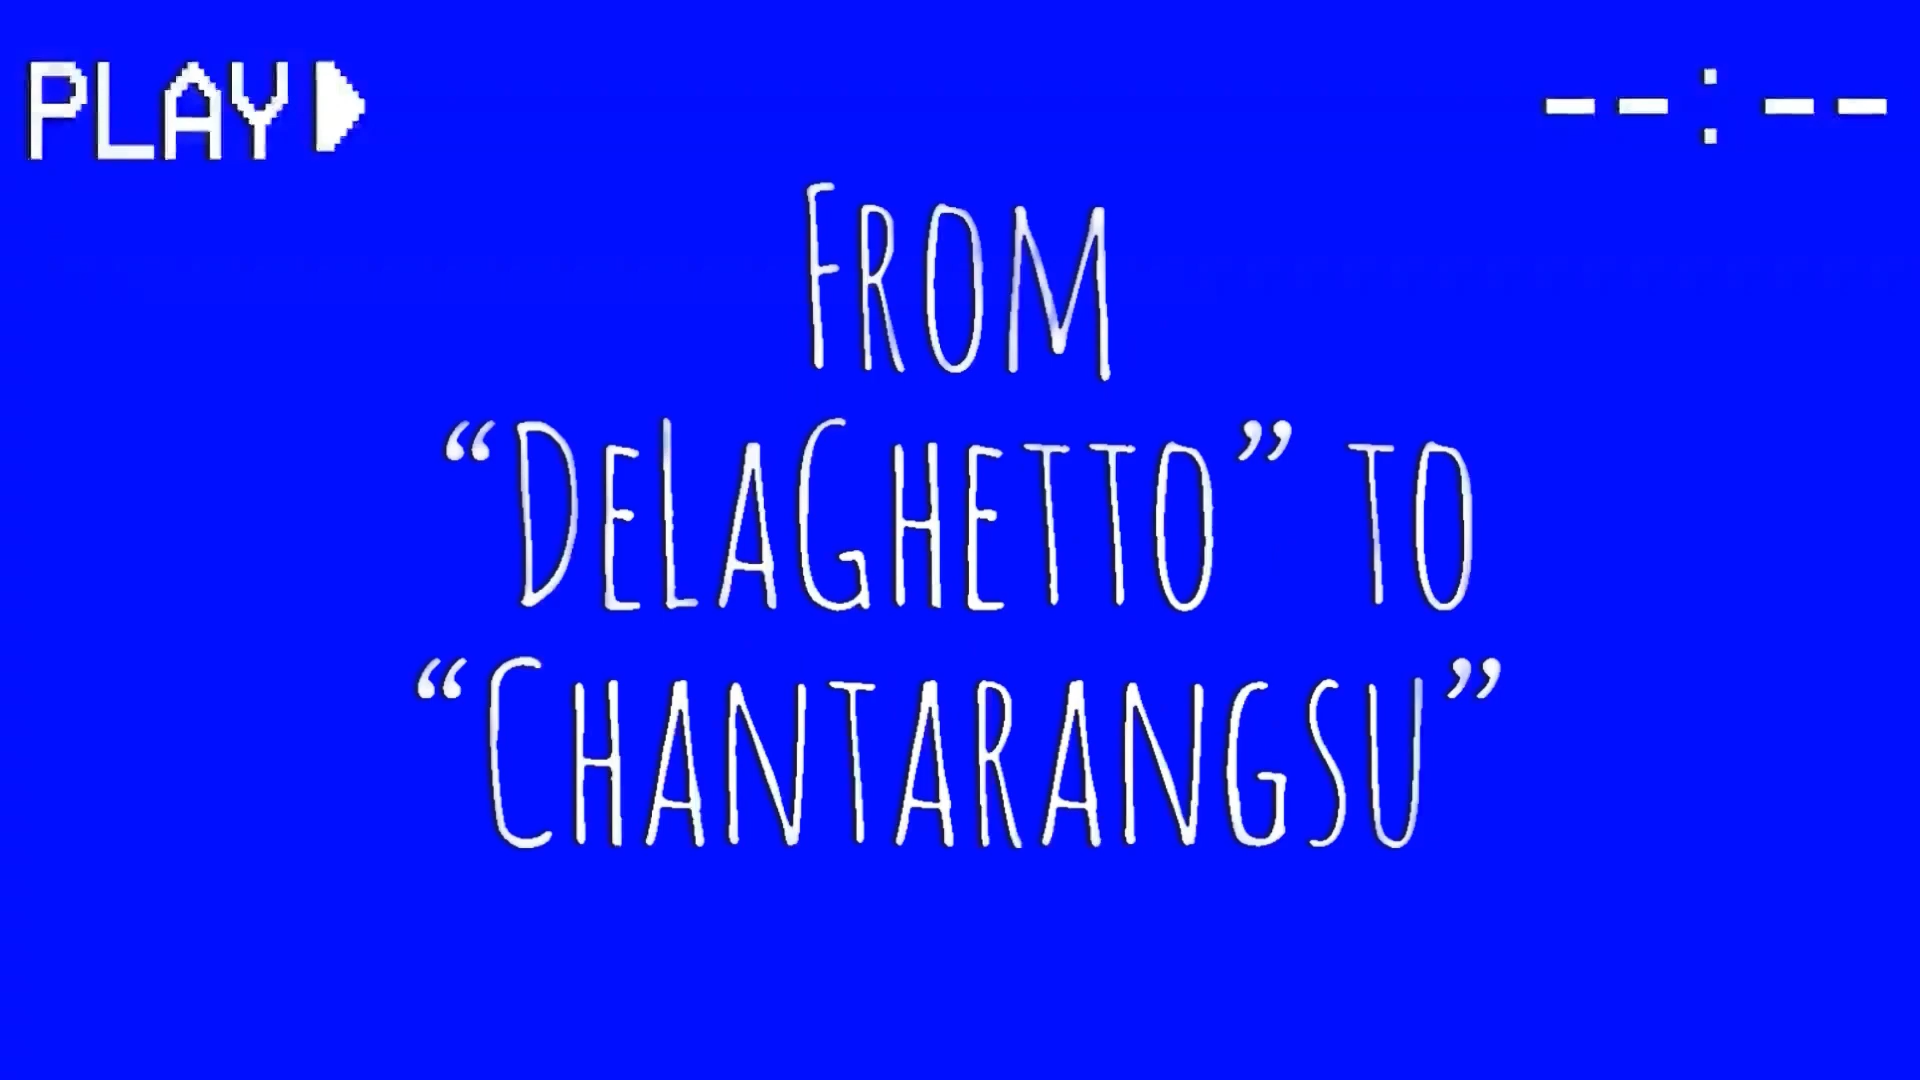 PLAY
--:--
From
“DeLaGhetto” to
“Chantarangsu”